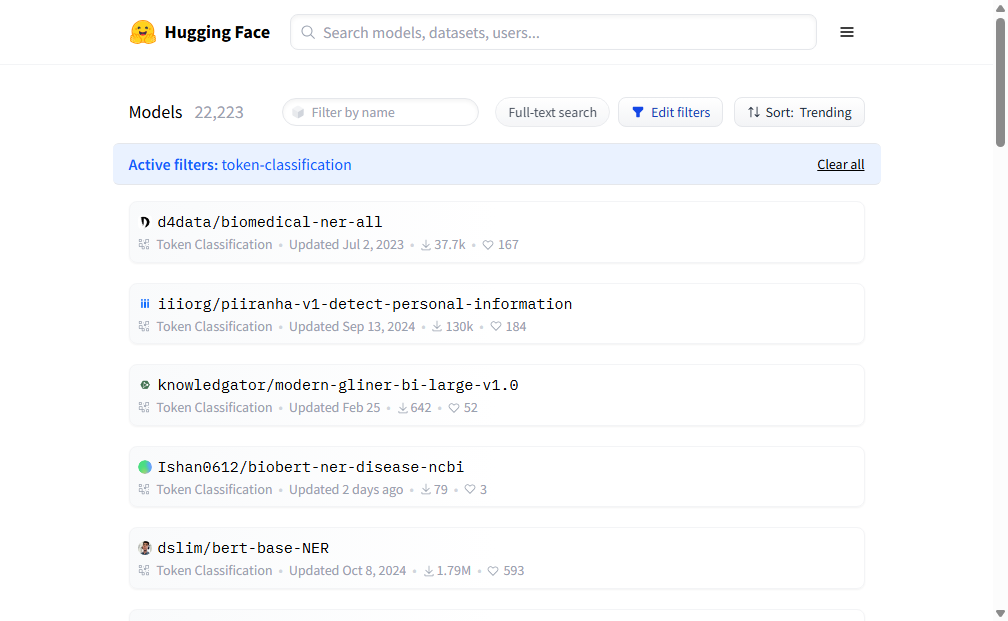 Hugging Face
Search models, datasets, users...
Models 22,223
Filter by name
Full-text search
Edit filters
Sort: Trending
Active filters: token-classification
Clear all
d4data/biomedical-ner-all
Token Classification • Updated Jul 2, 2023 • 37.7k • 167
iiiorg/piiranha-v1-detect-personal-information
Token Classification • Updated Sep 13, 2024 • 130k • 184
knowledgator/modern-gliner-bi-large-v1.0
Token Classification • Updated Feb 25 • 642 • 52
Ishan0612/biobert-ner-disease-ncbi
Token Classification • Updated 2 days ago • 79 • 3
dslim/bert-base-NER
Token Classification • Updated Oct 8, 2024 • 1.79M • 593